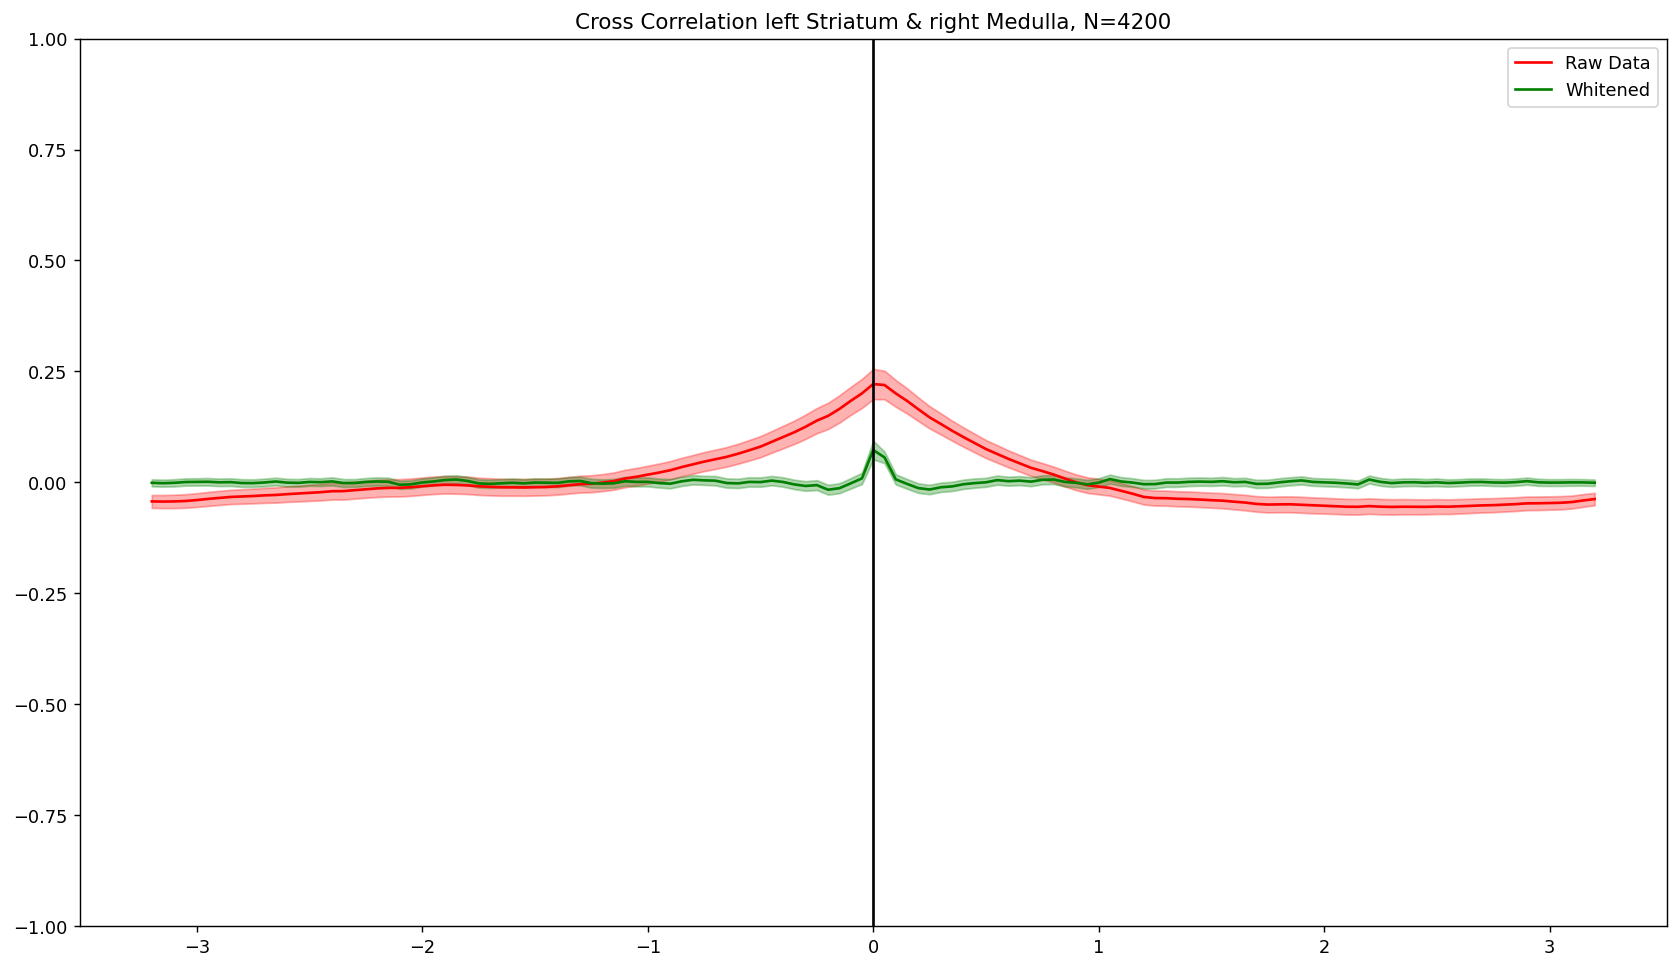 Cross Correlation left Striatum & right Medulla, N=4200
1.00
0.75
0.50
0.25
0.00
−0.25
−0.50
−0.75
−1.00
−3 −2 −1 0 1 2 3
Raw Data
Whitened